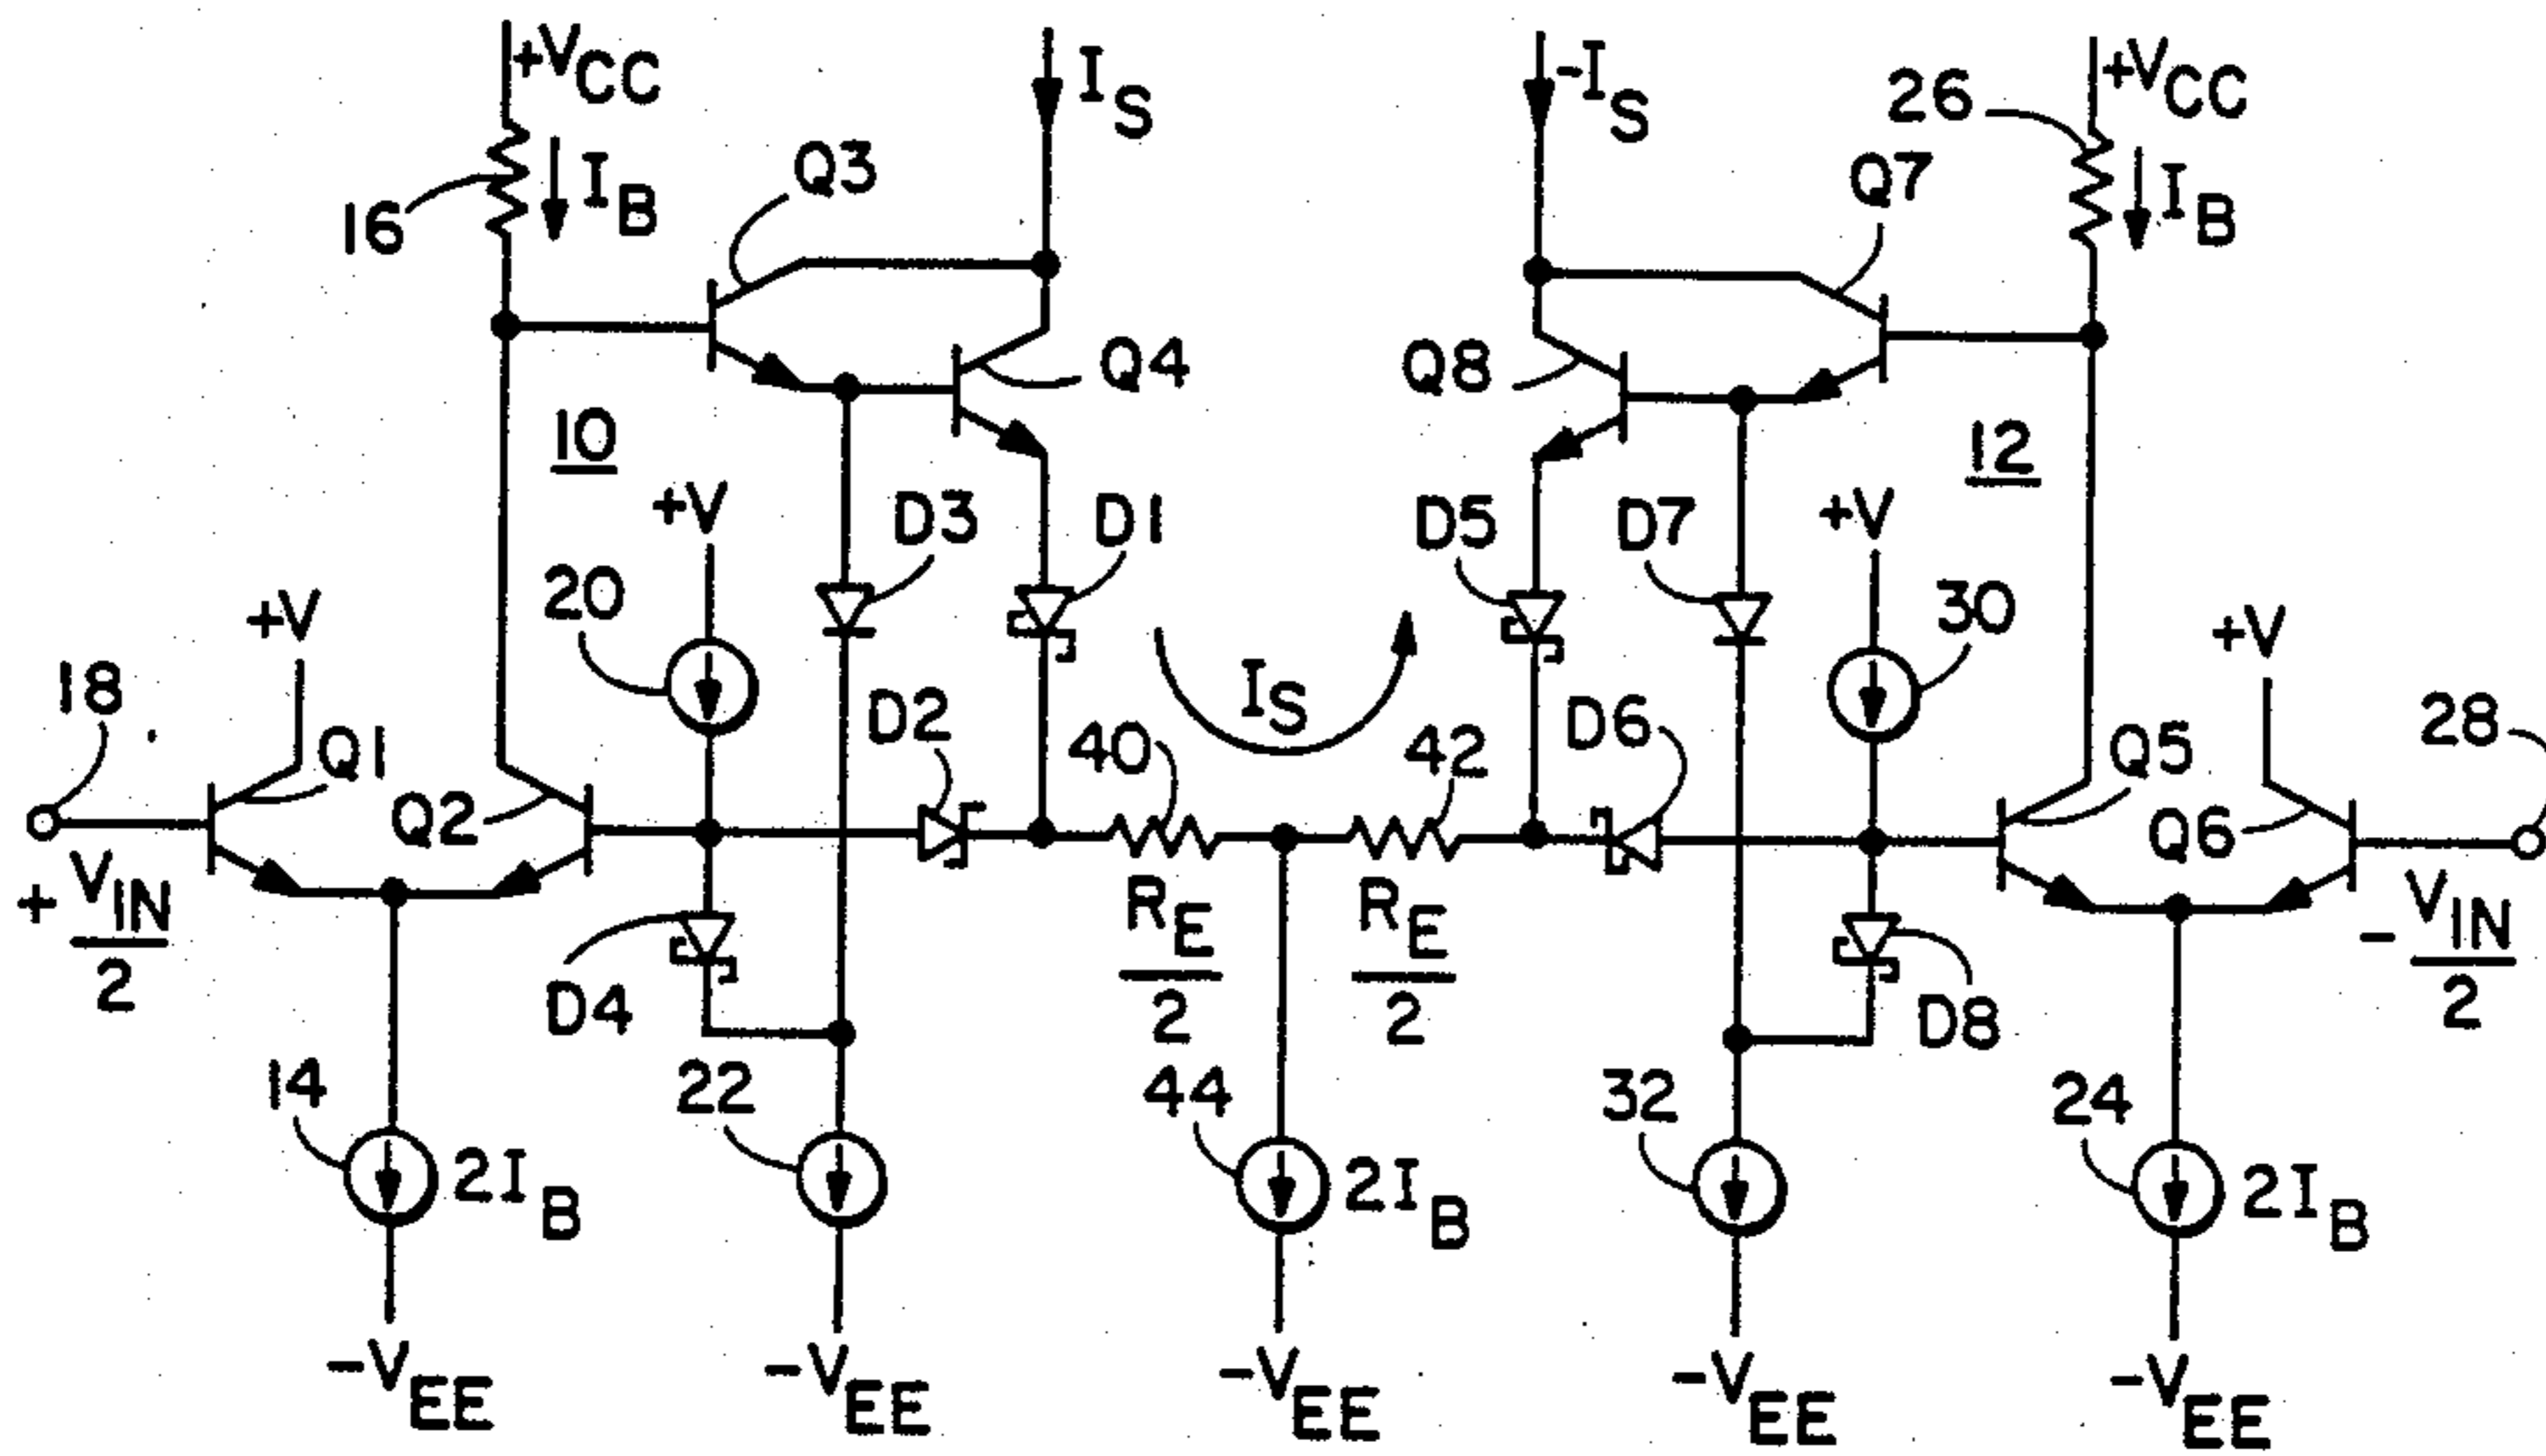 +VCC
IS
-IS
26
+VCC
Q3
Q7
IB
IB
16
Q4
Q8
10
12
+V
D3
D1
D5
D7
+V
20
30
+V
+V
18
D2
IS
D6
28
Q1
40
42
Q5
Q2
Q6
+ VIN/2
RE/2
RE/2
- VIN/2
D4
D8
14
22
44
32
24
2IB
2IB
2IB
-VEE
-VEE
-VEE
-VEE
-VEE